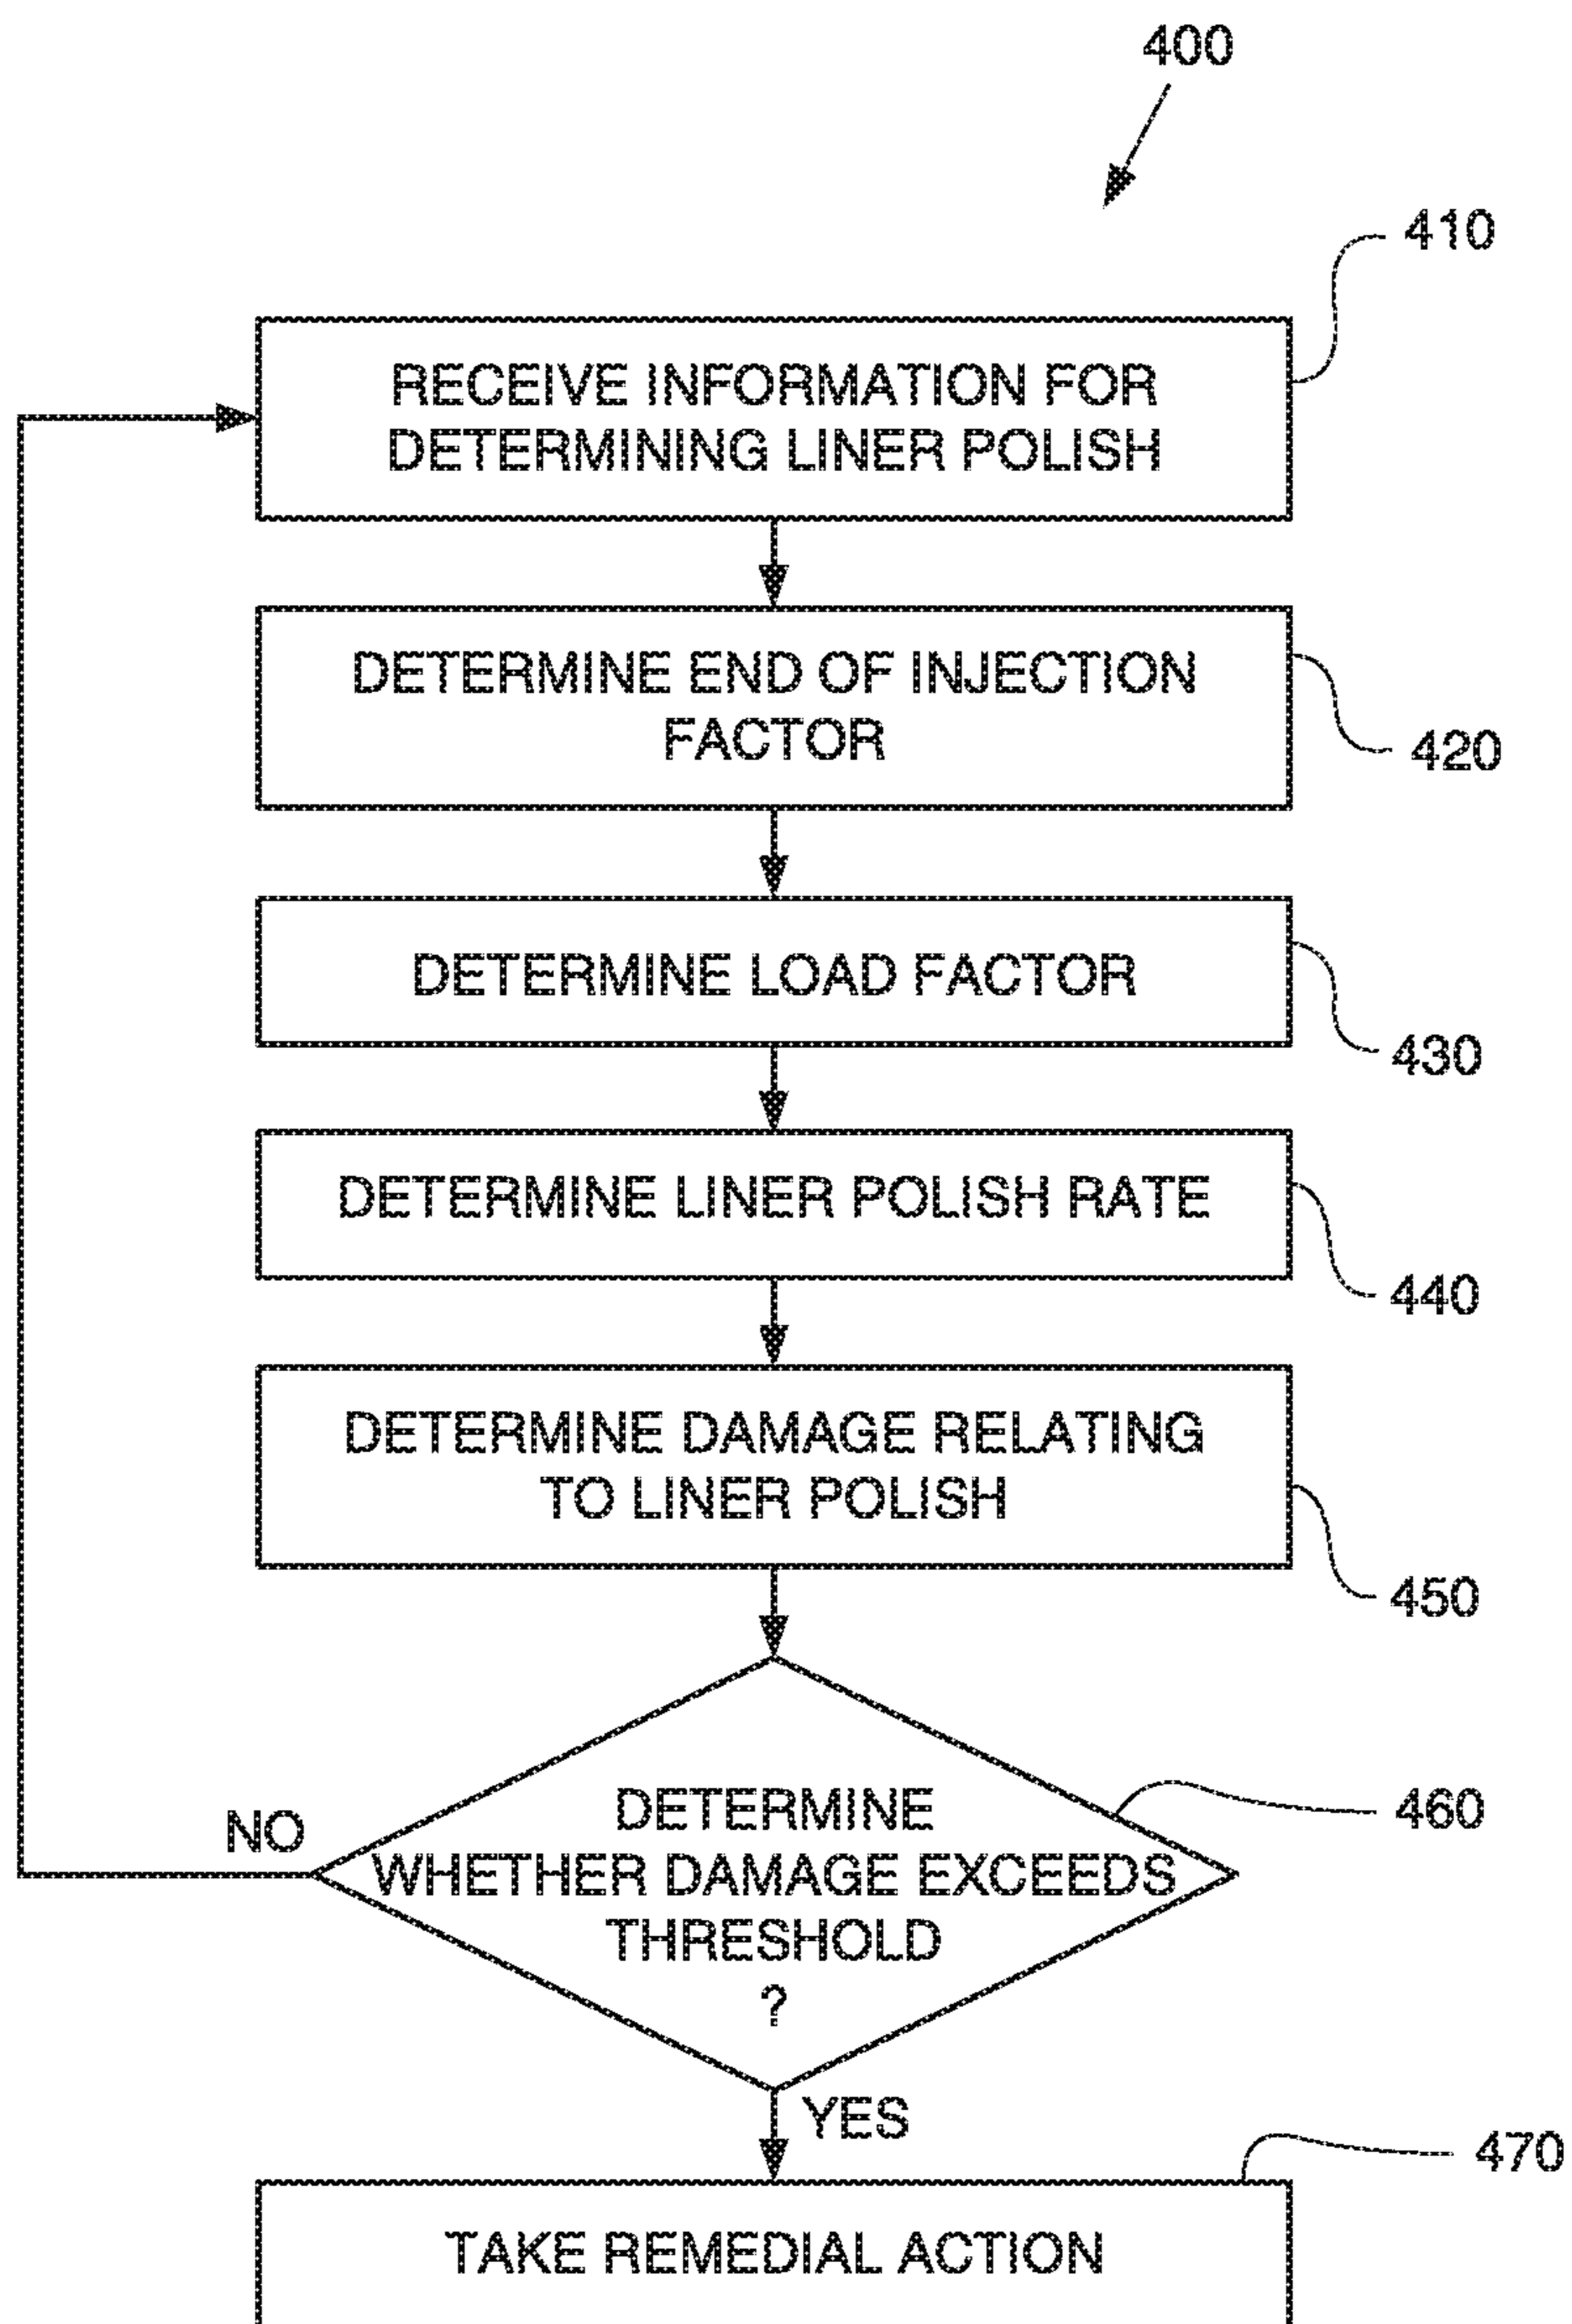 400
410
RECEIVE INFORMATION FOR
DETERMINING LINER POLISH
DETERMINE END OF INJECTION
FACTOR
420
DETERMINE LOAD FACTOR
430
DETERMINE LINER POLISH RATE
440
DETERMINE DAMAGE RELATING
TO LINER POLISH
450
460
NO
DETERMINE
WHETHER DAMAGE EXCEEDS
THRESHOLD
?
YES
470
TAKE REMEDIAL ACTION